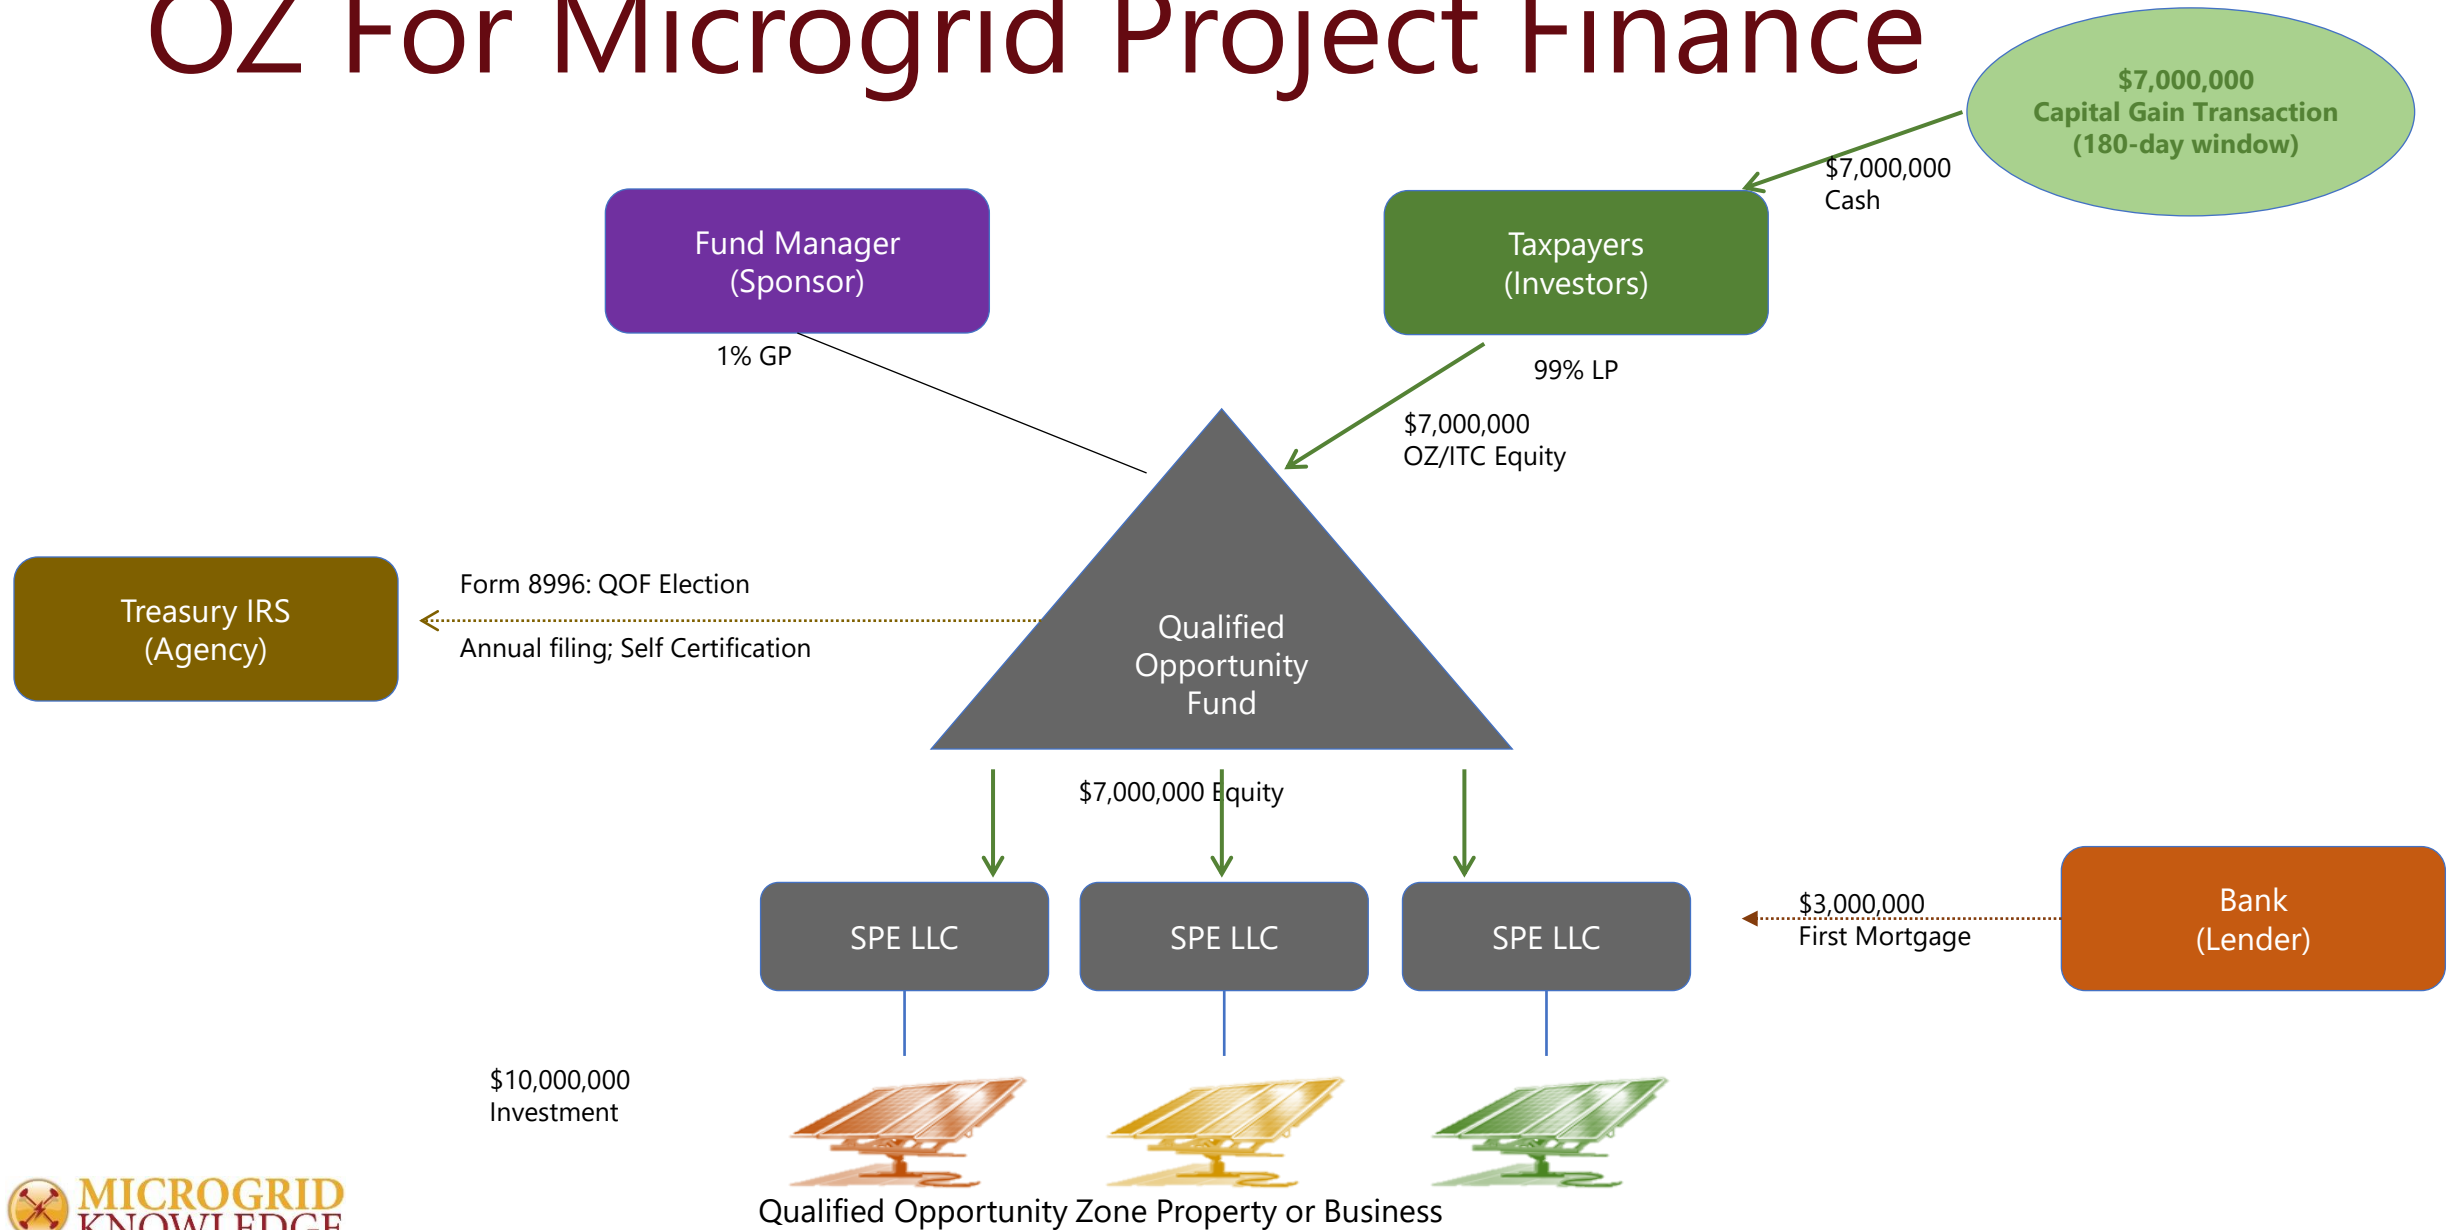 OZ For Microgrid Project Finance
$7,000,000
Capital Gain Transaction
(180-day window)
$7,000,000
Cash
Fund Manager
(Sponsor)
Taxpayers
(Investors)
1% GP
99% LP
$7,000,000
OZ/ITC Equity
Treasury IRS
(Agency)
Form 8996: QOF Election
Annual filing; Self Certification
Qualified
Opportunity
Fund
$7,000,000 Equity
SPE LLC
SPE LLC
SPE LLC
$3,000,000
First Mortgage
Bank
(Lender)
$10,000,000
Investment
Qualified Opportunity Zone Property or Business
MICROGRID
KNOWLEDGE